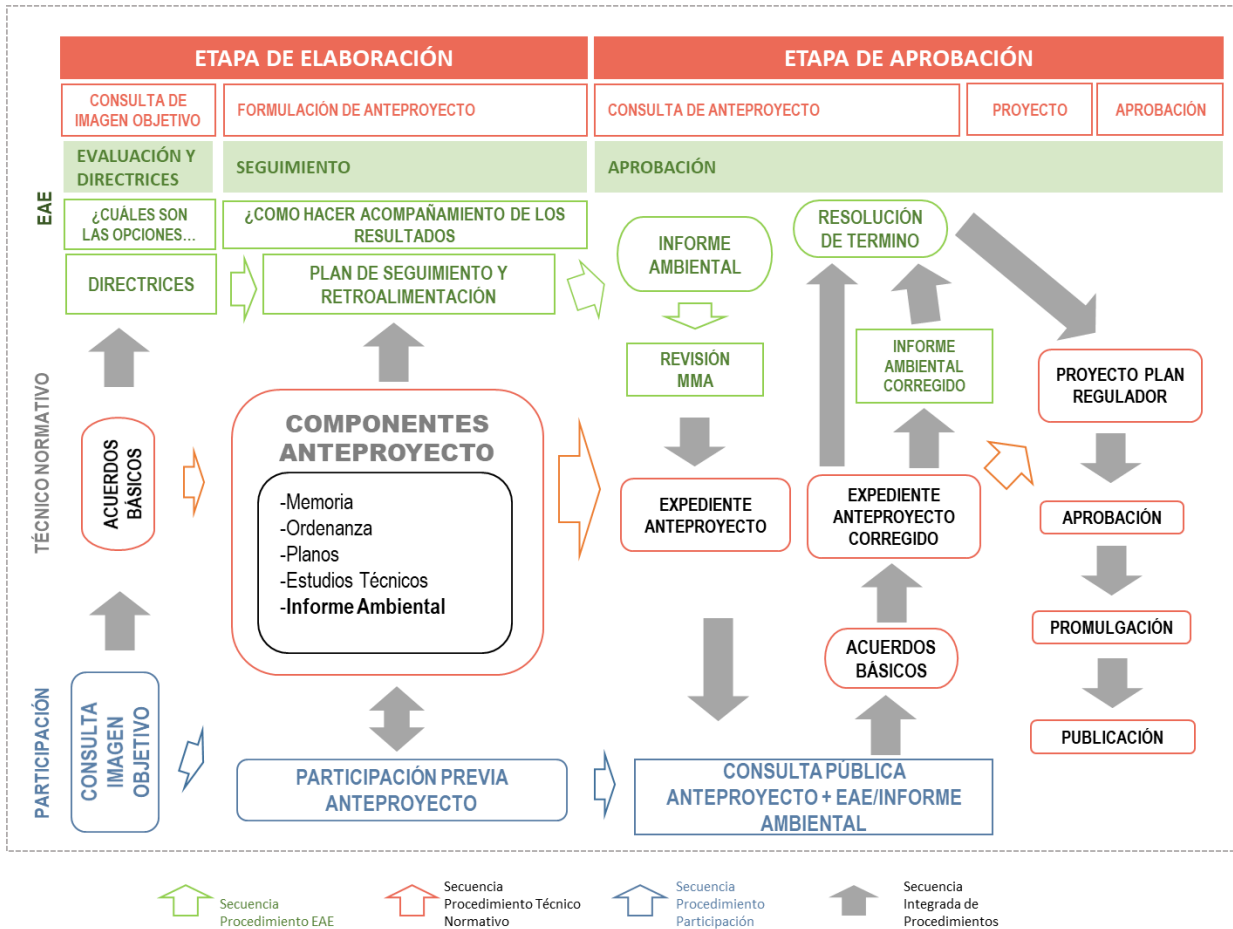 ETAPA DE ELABORACIÓN
ETAPA DE APROBACIÓN
CONSULTA DE
IMAGEN OBJETIVO
FORMULACIÓN DE ANTEPROYECTO
CONSULTA DE ANTEPROYECTO
PROYECTO
APROBACIÓN
EAE
EVALUACIÓN Y
DIRECTRICES
SEGUIMIENTO
APROBACIÓN
¿CUÁLES SON
LAS OPCIONES...
¿COMO HACER ACOMPAÑAMIENTO DE LOS
RESULTADOS
DIRECTRICES
PLAN DE SEGUIMIENTO Y
RETROALIMENTACIÓN
INFORME
AMBIENTAL
RESOLUCIÓN
DE TERMINO
REVISIÓN
MMA
INFORME
AMBIENTAL
CORREGIDO
PROYECTO PLAN
REGULADOR
TÉCNICO NORMATIVO
ACUERDOS
BÁSICOS
COMPONENTES
ANTEPROYECTO
-Memoria
-Ordenanza
-Planos
-Estudios Técnicos
-Informe Ambiental
EXPEDIENTE
ANTEPROYECTO
EXPEDIENTE
ANTEPROYECTO
CORREGIDO
APROBACIÓN
PROMULGACIÓN
ACUERDOS
BÁSICOS
PUBLICACIÓN
PARTICIPACIÓN
CONSULTA
IMAGEN
OBJETIVO
PARTICIPACIÓN PREVIA
ANTEPROYECTO
CONSULTA PÚBLICA
ANTEPROYECTO + EAE/INFORME
AMBIENTAL
Secuencia
Procedimiento EAE
Secuencia
Procedimiento Técnico
Normativo
Secuencia
Procedimiento
Participación
Secuencia
Integrada de
Procedimientos